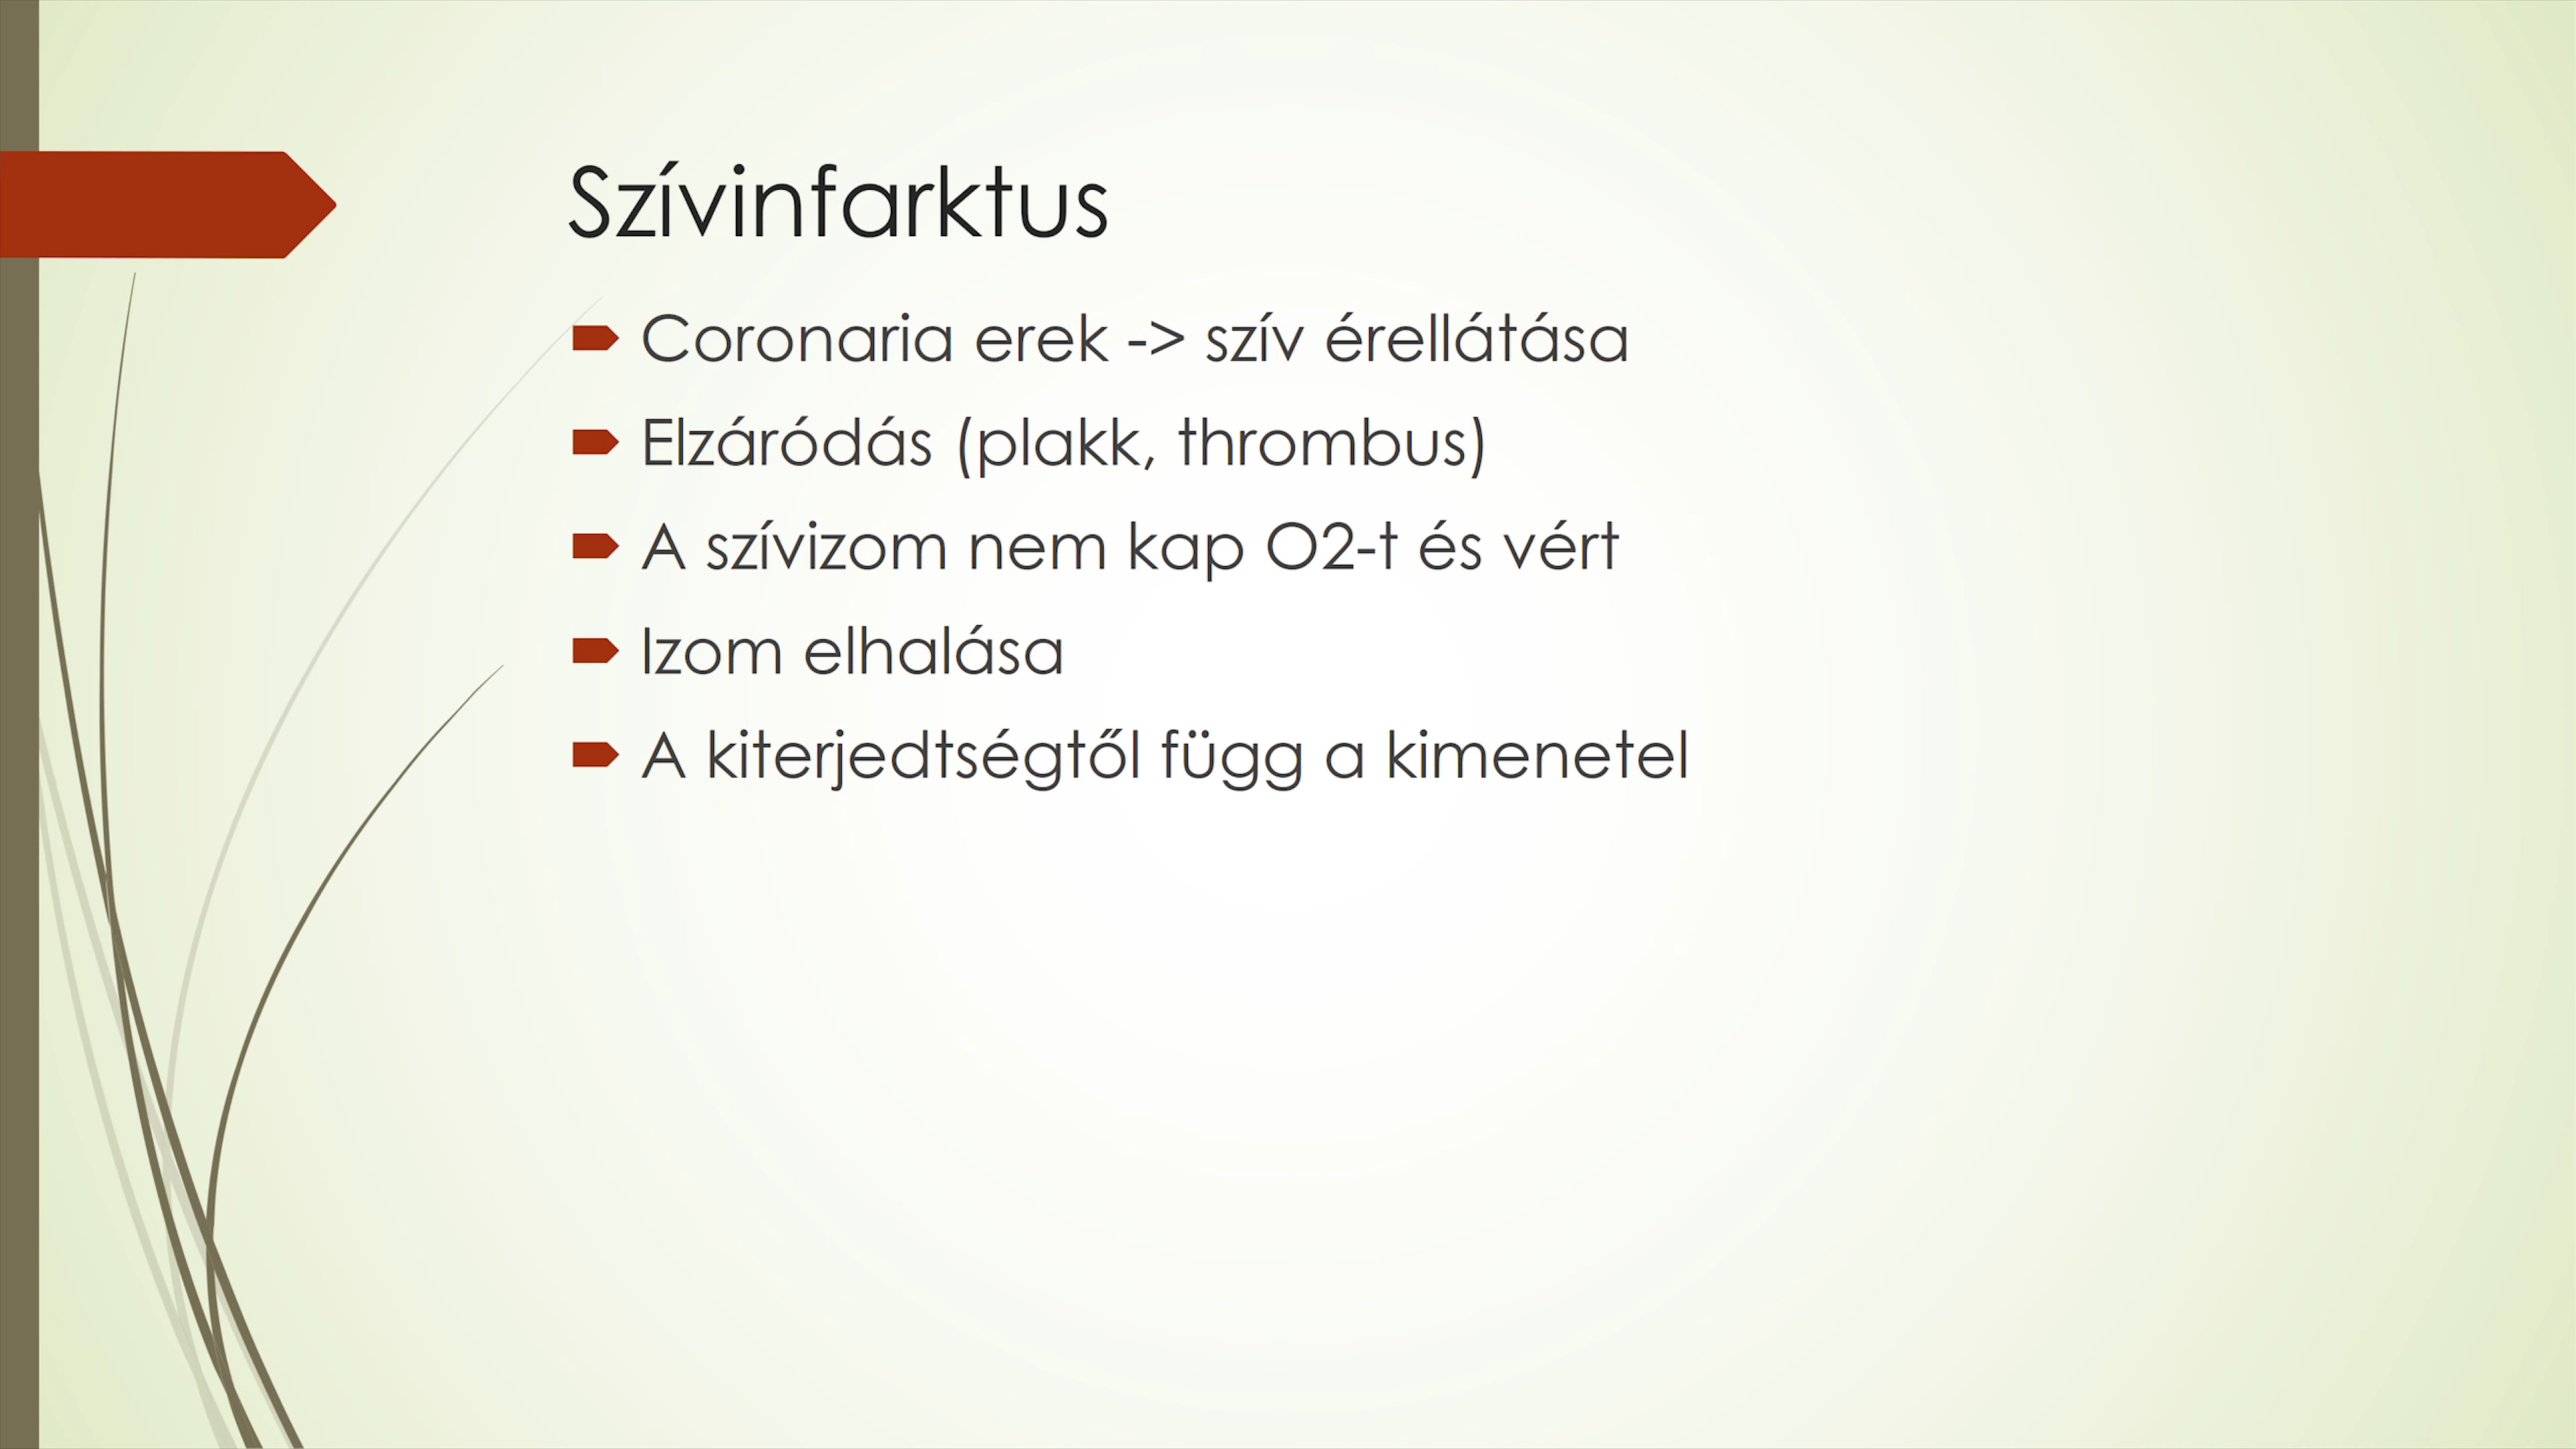 Szívinfarktus
Coronaria erek -> szív érellátása
Elzáródás (plakk, thrombus)
A szívizom nem kap O2-t és vért
Izom elhalása
A kiterjedtségtől függ a kimenetel